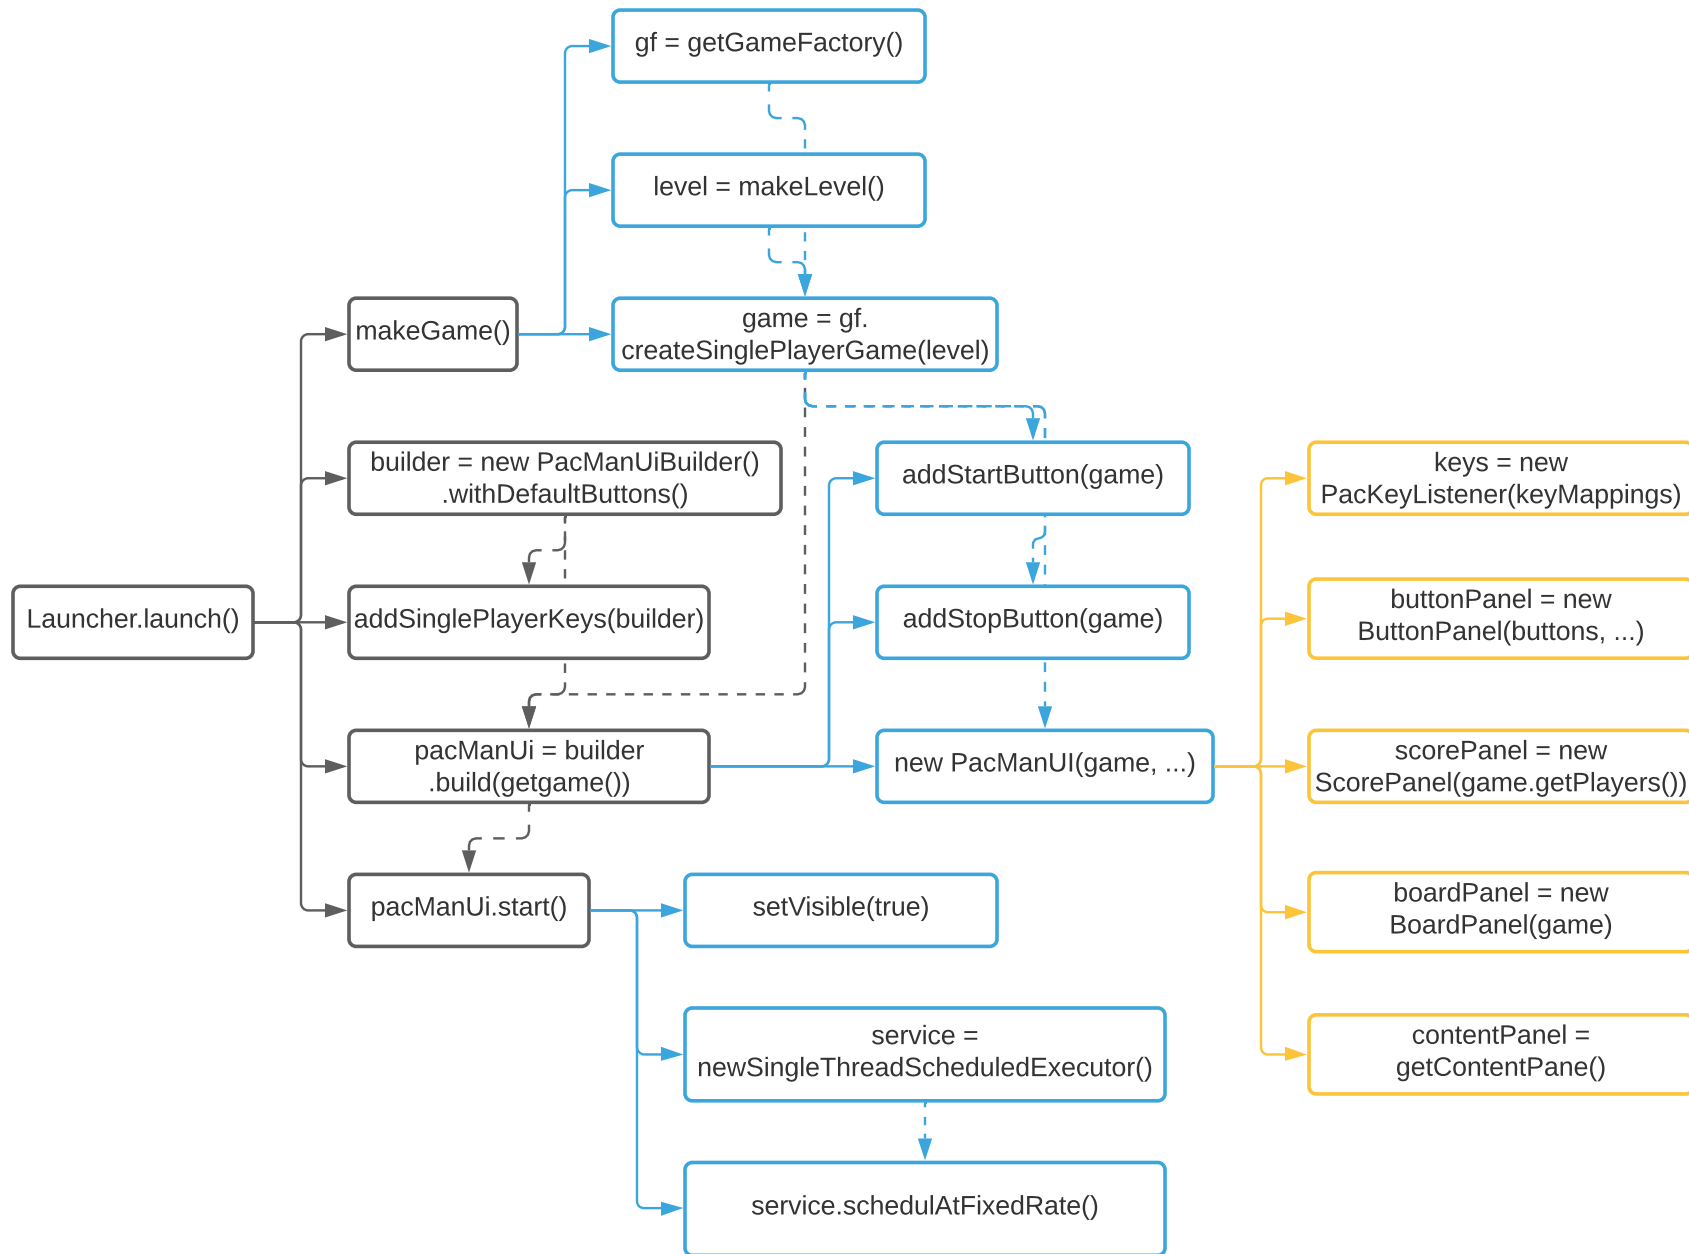 gf = getGameFactory()
level = makeLevel()
makeGame()
game = gf.
createSinglePlayerGame(level)
builder = new PacManUiBuilder()
.withDefaultButtons()
addStartButton(game)
keys = new
PacKeyListener(keyMappings)
Launcher.launch()
addSinglePlayerKeys(builder)
addStopButton(game)
buttonPanel = new
ButtonPanel(buttons, ...)
pacManUi = builder
.build(getgame())
new PacManUI(game, ...)
scorePanel = new
ScorePanel(game.getPlayers())
pacManUi.start()
setVisible(true)
boardPanel = new
BoardPanel(game)
service =
newSingleThreadScheduledExecutor()
contentPanel =
getContentPane()
service.schedulAtFixedRate()